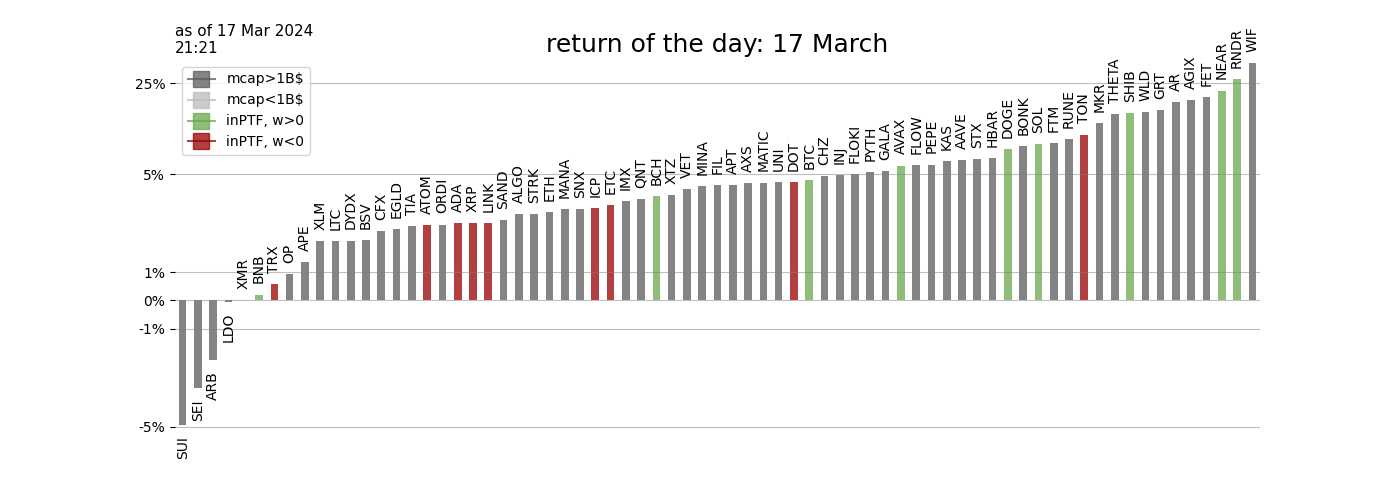 as of 17 Mar 2024
21:21
return of the day: 17 March
mcap>1B$
mcap<1B$
inPTF, w>0
inPTF, w<0
25%
5%
1%
0%
-1%
-5%
SUI
SEI
ARB
LDO
XMR
BNB
TRX
OP
APE
XLM
LTC
DYDX
BSV
CFX
EGLD
TIA
ATOM
ORDI
ADA
XRP
LINK
SAND
ALGO
STRK
ETH
MANA
SNX
ICP
ETC
IMX
QNT
BCH
XTZ
VET
MINA
FIL
APT
AXS
MATIC
UNI
DOT
BTC
CHZ
INJ
FLOKI
PYTH
GALA
AVAX
FLOW
PEPE
KAS
AAVE
STX
HBAR
DOGE
BONK
SOL
FTM
RUNE
TON
MKR
THETA
SHIB
WLD
GRT
AR
AGIX
FET
NEAR
RNDR
WIF